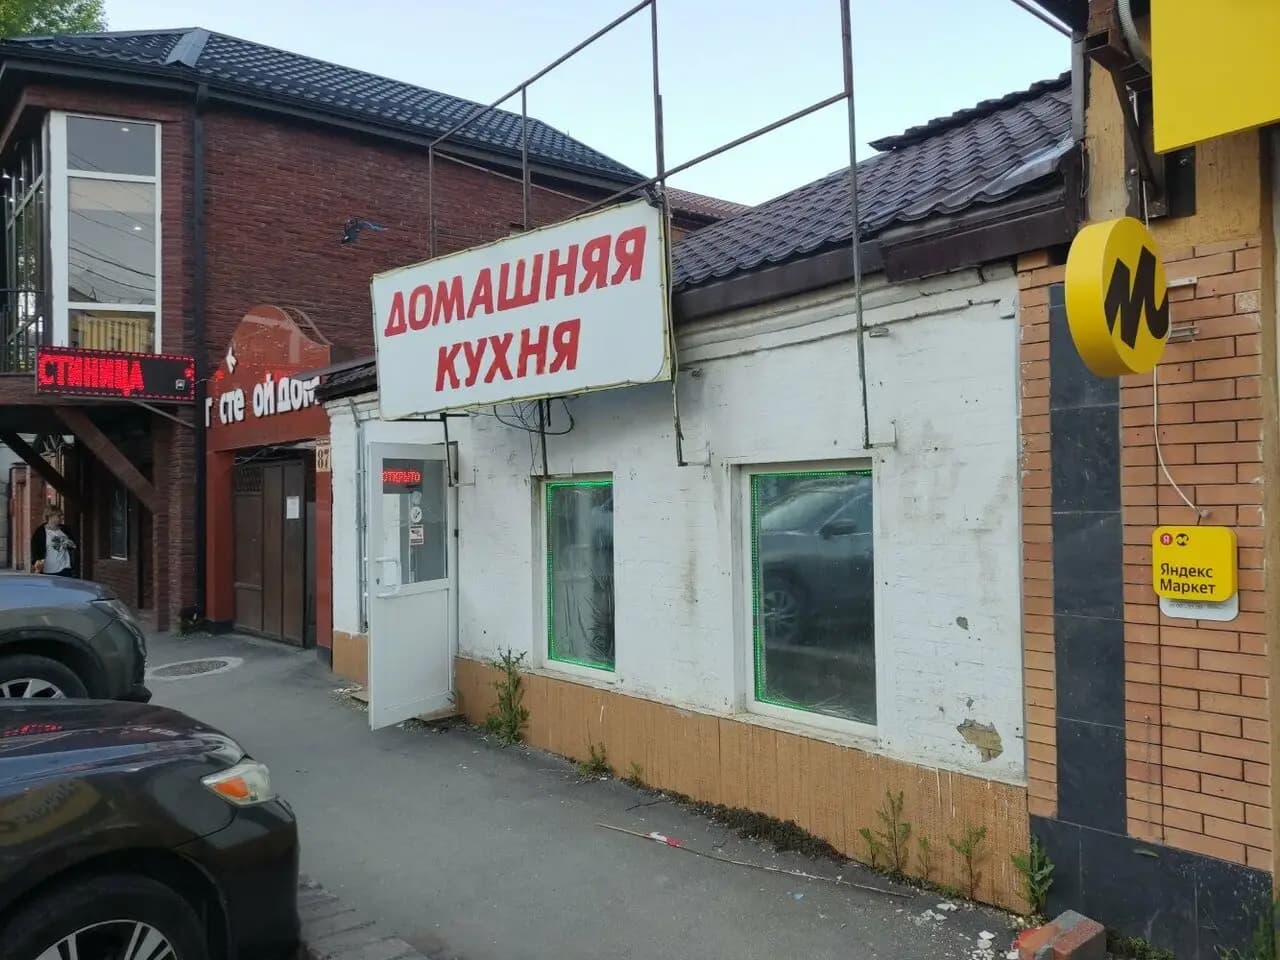 ДОМАШНЯЯ
КУХНЯ
СТИНИЦА
Г сте ой дом
87
ОТКРЫТО
М
Я М
Яндекс
Маркет